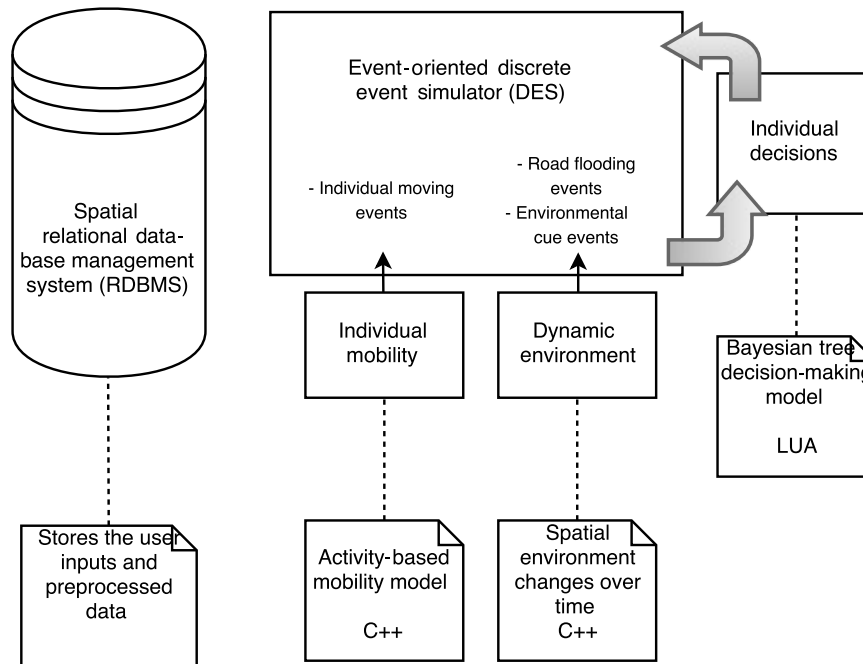 Spatial
relational data-
base management
system (RDBMS)
Stores the user
inputs and
preprocessed
data
Event-oriented discrete
event simulator (DES)
- Individual moving
events
- Road flooding
events
- Environmental
cue events
Individual
mobility
Dynamic
environment
Activity-based
mobility model
C++
Spatial
environment
changes over
time
C++
Individual
decisions
Bayesian tree
decision-making
model
LUA